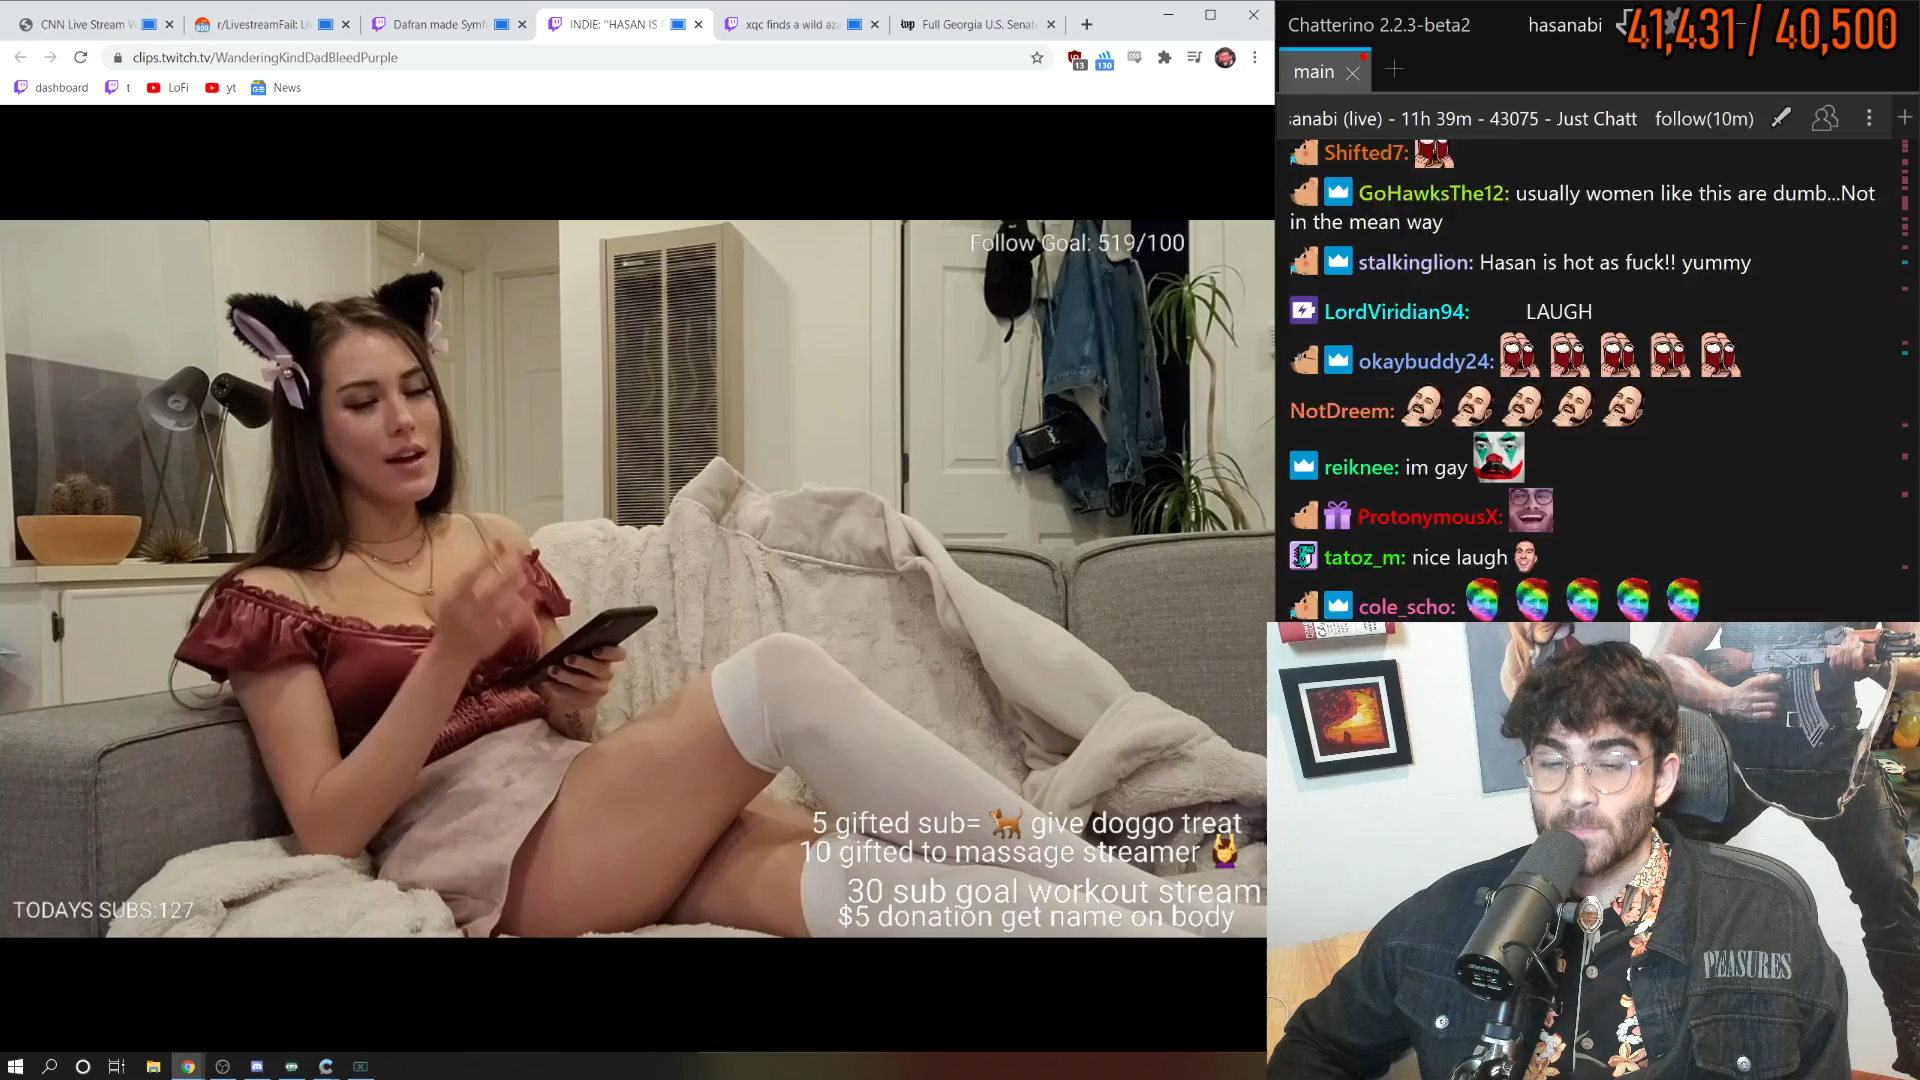 CNN Live Stream
r/LivestreamFail: Li
Dafran made Symf
INDIE: "HASAN IS
xqc finds a wild aza
wp Full Georgia U.S. Senat
clips.twitch.tv/WanderingKindDadBleedPurple
13
130
dashboard
t
LoFi
yt
News
Follow Goal: 519/100
5 gifted sub= give doggo treat
10 gifted to massage streamer
30 sub goal workout stream
$5 donation get name on body
TODAYS SUBS:127
Chatterino 2.2.3-beta2
hasanabi
41,431 / 40,500
main
anabi (live) - 11h 39m - 43075 - Just Chatt
follow(10m)
Shifted7:
GoHawksThe12: usually women like this are dumb...Not
in the mean way
stalkinglion: Hasan is hot as fuck!! yummy
LordViridian94: LAUGH
okaybuddy24:
NotDreem:
reiknee: im gay
ProtonymousX:
tatoz_m: nice laugh
cole_scho:
PLEASURES